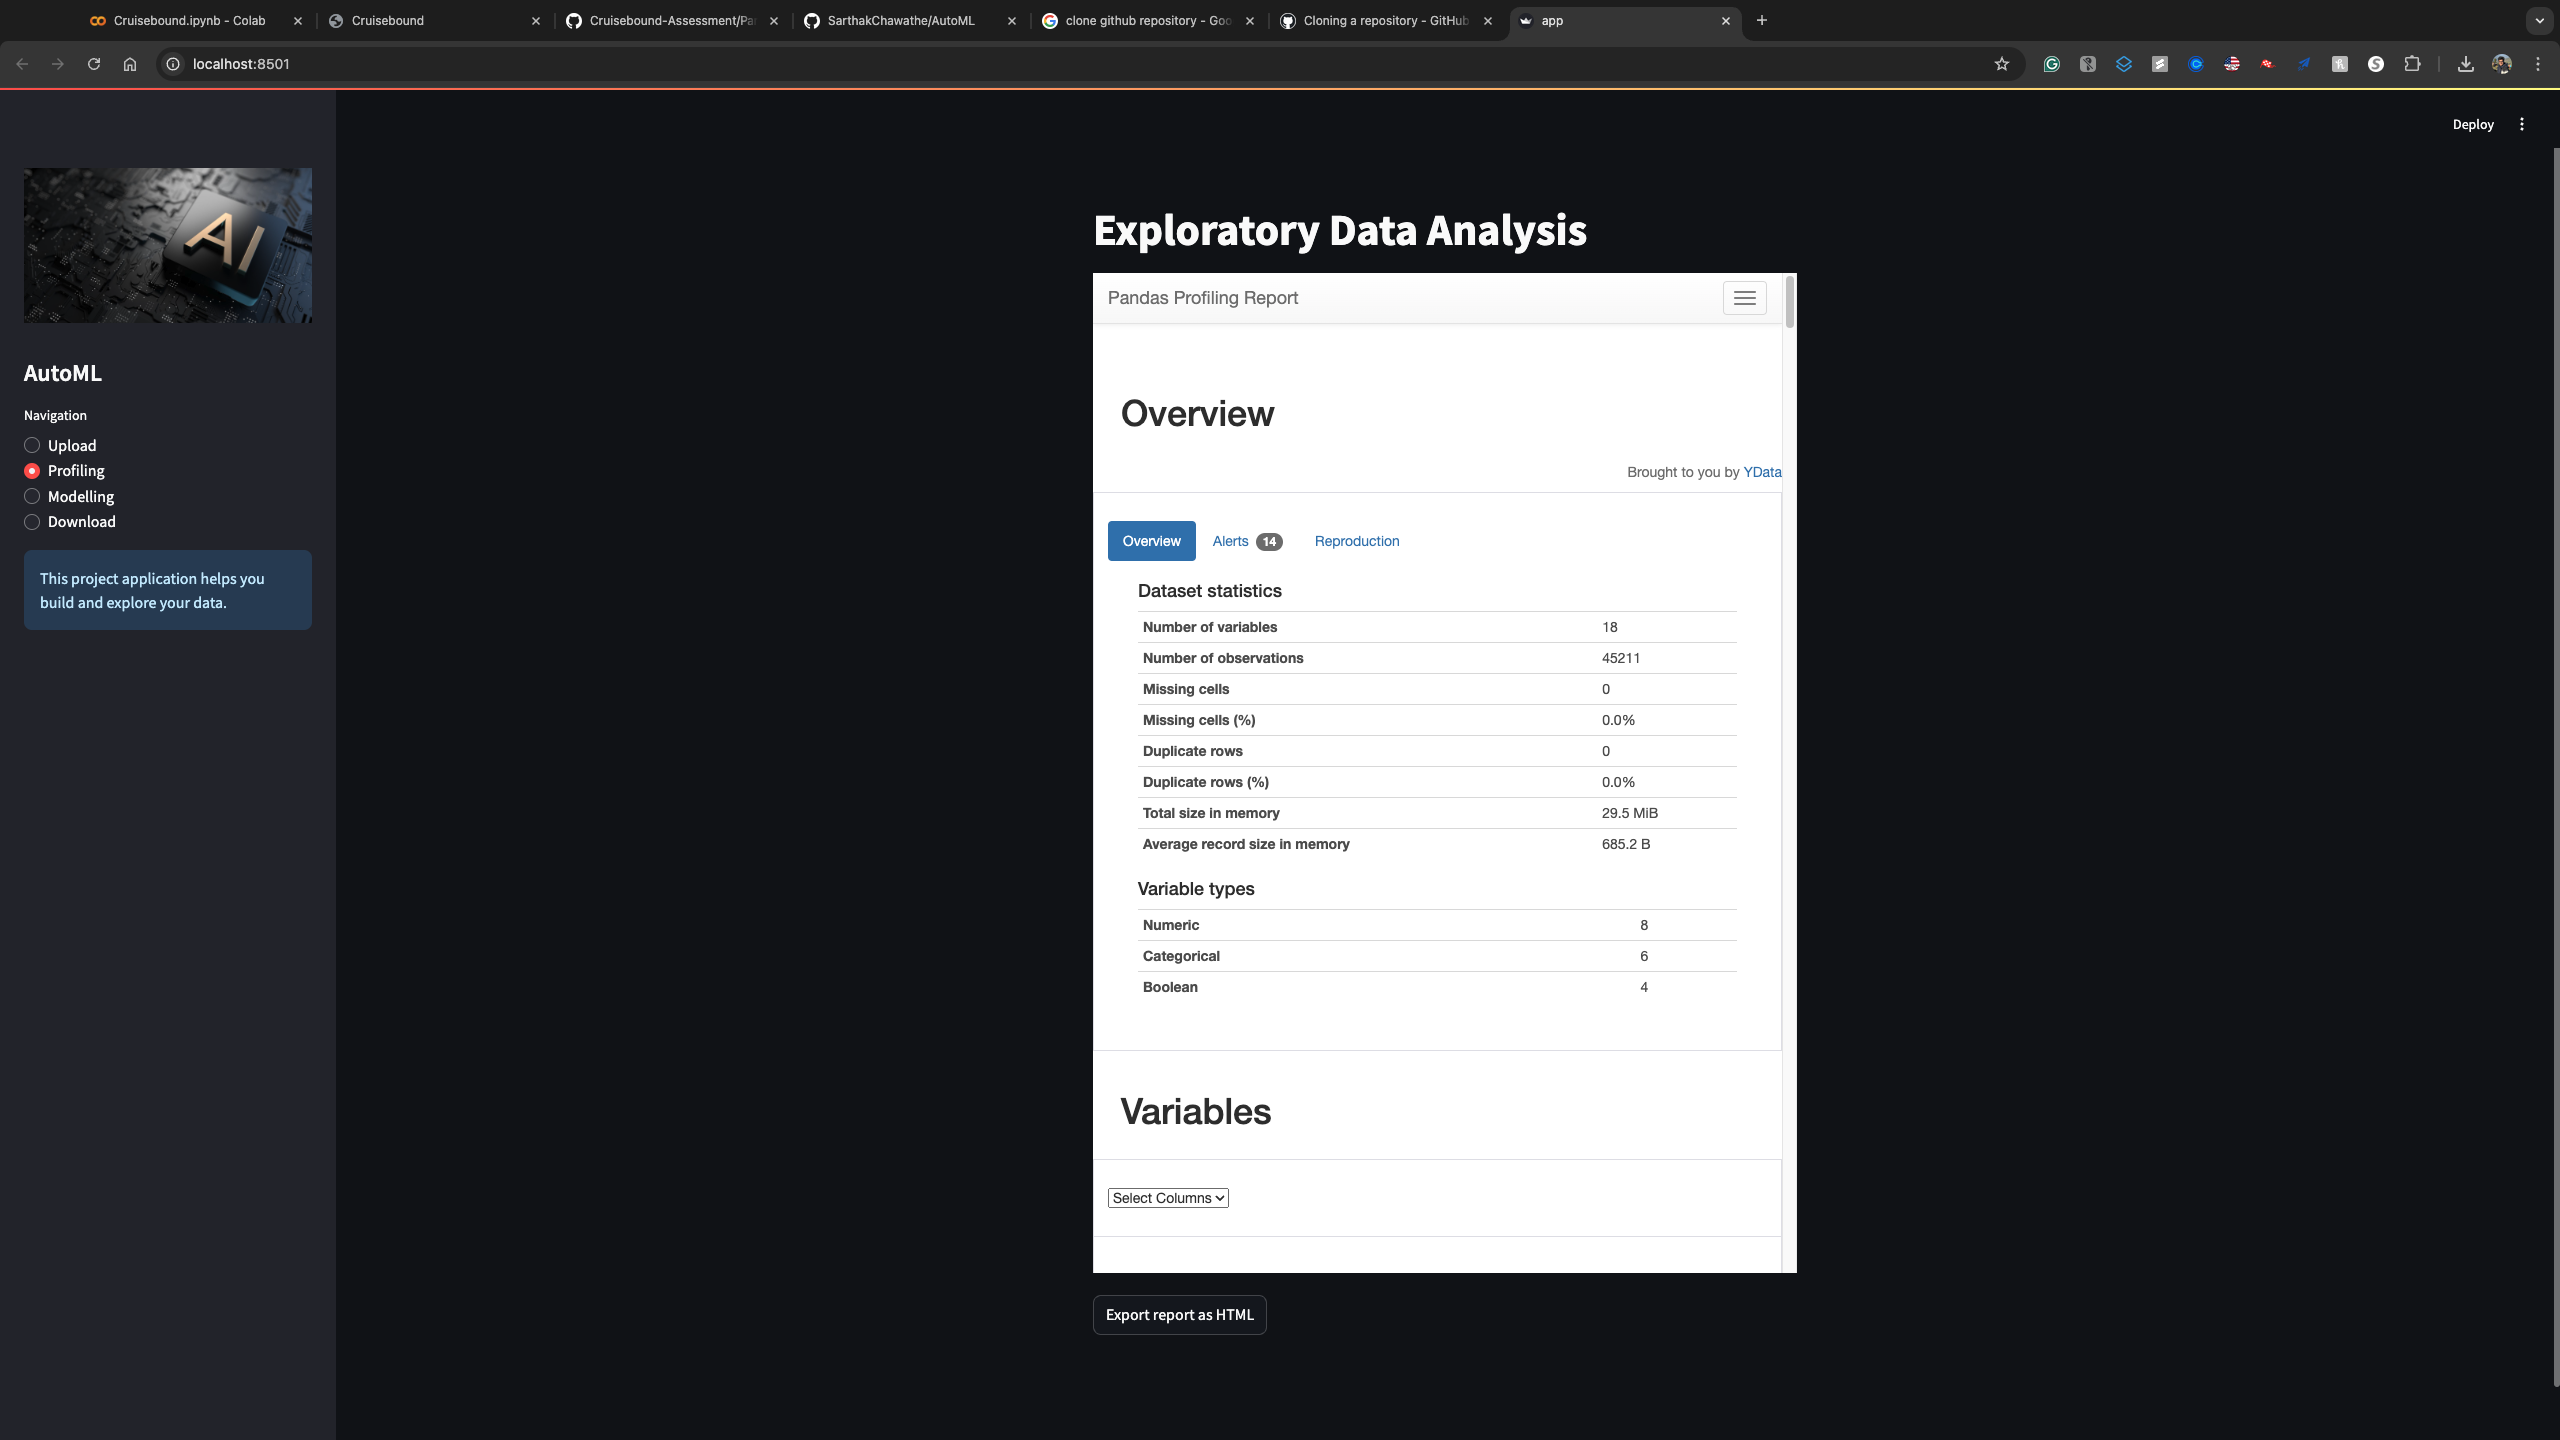 Cruisebound.ipynb - Colab
Cruisebound
Cruisebound-Assessment/Pa
SarthakChawathe/AutoML
clone github repository - Goo
Cloning a repository - GitHub
app
localhost:8501
Deploy
AI
AutoML
Navigation
Upload
Profiling
Modelling
Download
This project application helps you
build and explore your data.
Exploratory Data Analysis
Pandas Profiling Report
Overview
Brought to you by YData
Overview Alerts 14 Reproduction
Dataset statistics
Number of variables 18
Number of observations 45211
Missing cells 0
Missing cells (%) 0.0%
Duplicate rows 0
Duplicate rows (%) 0.0%
Total size in memory 29.5 MiB
Average record size in memory 685.2 B
Variable types
Numeric 8
Categorical 6
Boolean 4
Variables
Select Columns
Export report as HTML